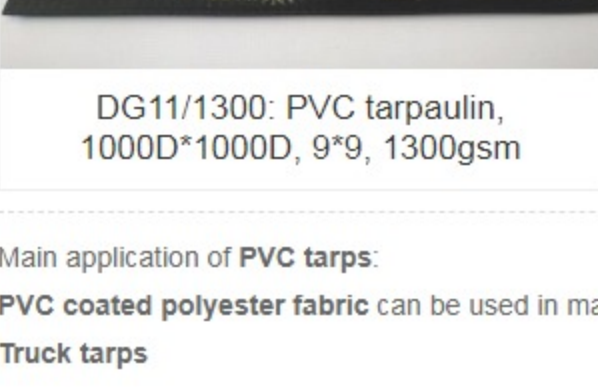 DG11/1300: PVC tarpaulin,
1000D*1000D, 9*9, 1300gsm
Main application of PVC tarps:
PVC coated polyester fabric can be used in
Truck tarps